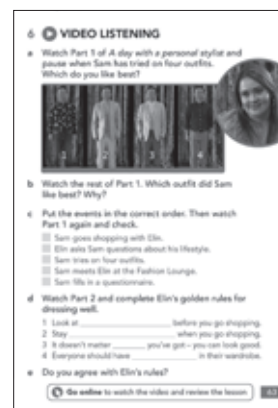 6 VIDEO LISTENING
a Watch Part 1 of A day with a personal stylist and
pause when Sam has tried on four outfits.
Which do you like best?
1 2 3 4
b Watch the rest of Part 1. Which outfit did Sam
like best? Why?
c Put the events in the correct order. Then watch
Part 1 again and check.
Sam goes shopping with Elin.
Elin asks Sam questions about his lifestyle.
Sam tries on four outfits.
Sam meets Elin at the Fashion Lounge.
Sam fills in a questionnaire.
d Watch Part 2 and complete Elin's golden rules for
dressing well.
1 Look at ____________ before you go shopping.
2 Stay ____________ when you go shopping.
3 It doesn't matter ______ you've got – you can look good.
4 Everyone should have ____________ in their wardrobe.
e Do you agree with Elin's rules?
Go online to watch the video and review the lesson